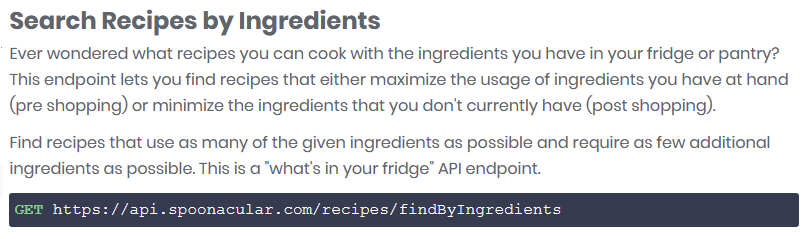 Search Recipes by Ingredients
Ever wondered what recipes you can cook with the ingredients you have in your fridge or pantry?
This endpoint lets you find recipes that either maximize the usage of ingredients you have at hand
(pre shopping) or minimize the ingredients that you don't currently have (post shopping).
Find recipes that use as many of the given ingredients as possible and require as few additional
ingredients as possible. This is a "what's in your fridge" API endpoint.
GET https://api.spoonacular.com/recipes/findByIngredients